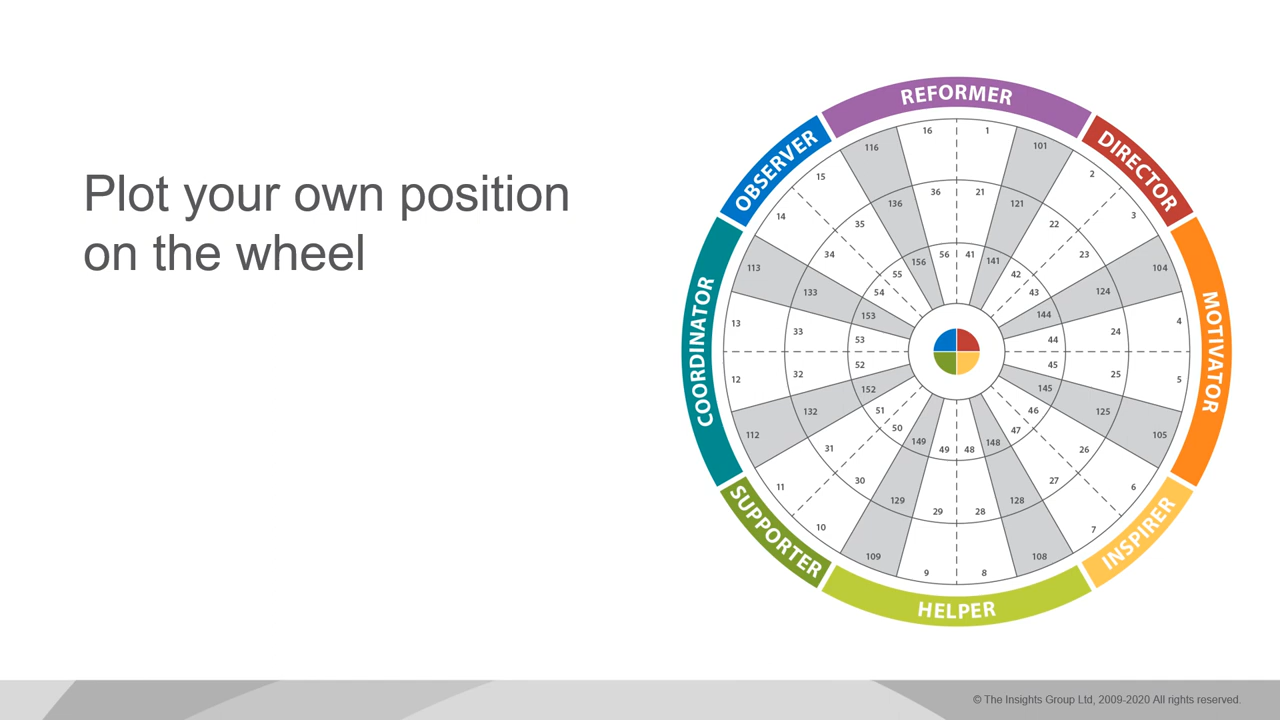 Plot your own position
on the wheel
REFORMER
DIRECTOR
MOTIVATOR
INSPIRER
HELPER
SUPPORTER
COORDINATOR
OBSERVER
116 16 1 101
15 2
14 3
136 36 21 121
35 22
34 23
113 104
156 56 41 141
55 42
54 43
133 124
153 144
13 33 53 44 24 4
12 32 52 45 25 5
152 145
132 125
51 46
50 47
112 105
149 49 48 148
31 26
30 27
11 6
129 29 28 128
10 7
109 9 8 108
© The Insights Group Ltd, 2009-2020 All rights reserved.